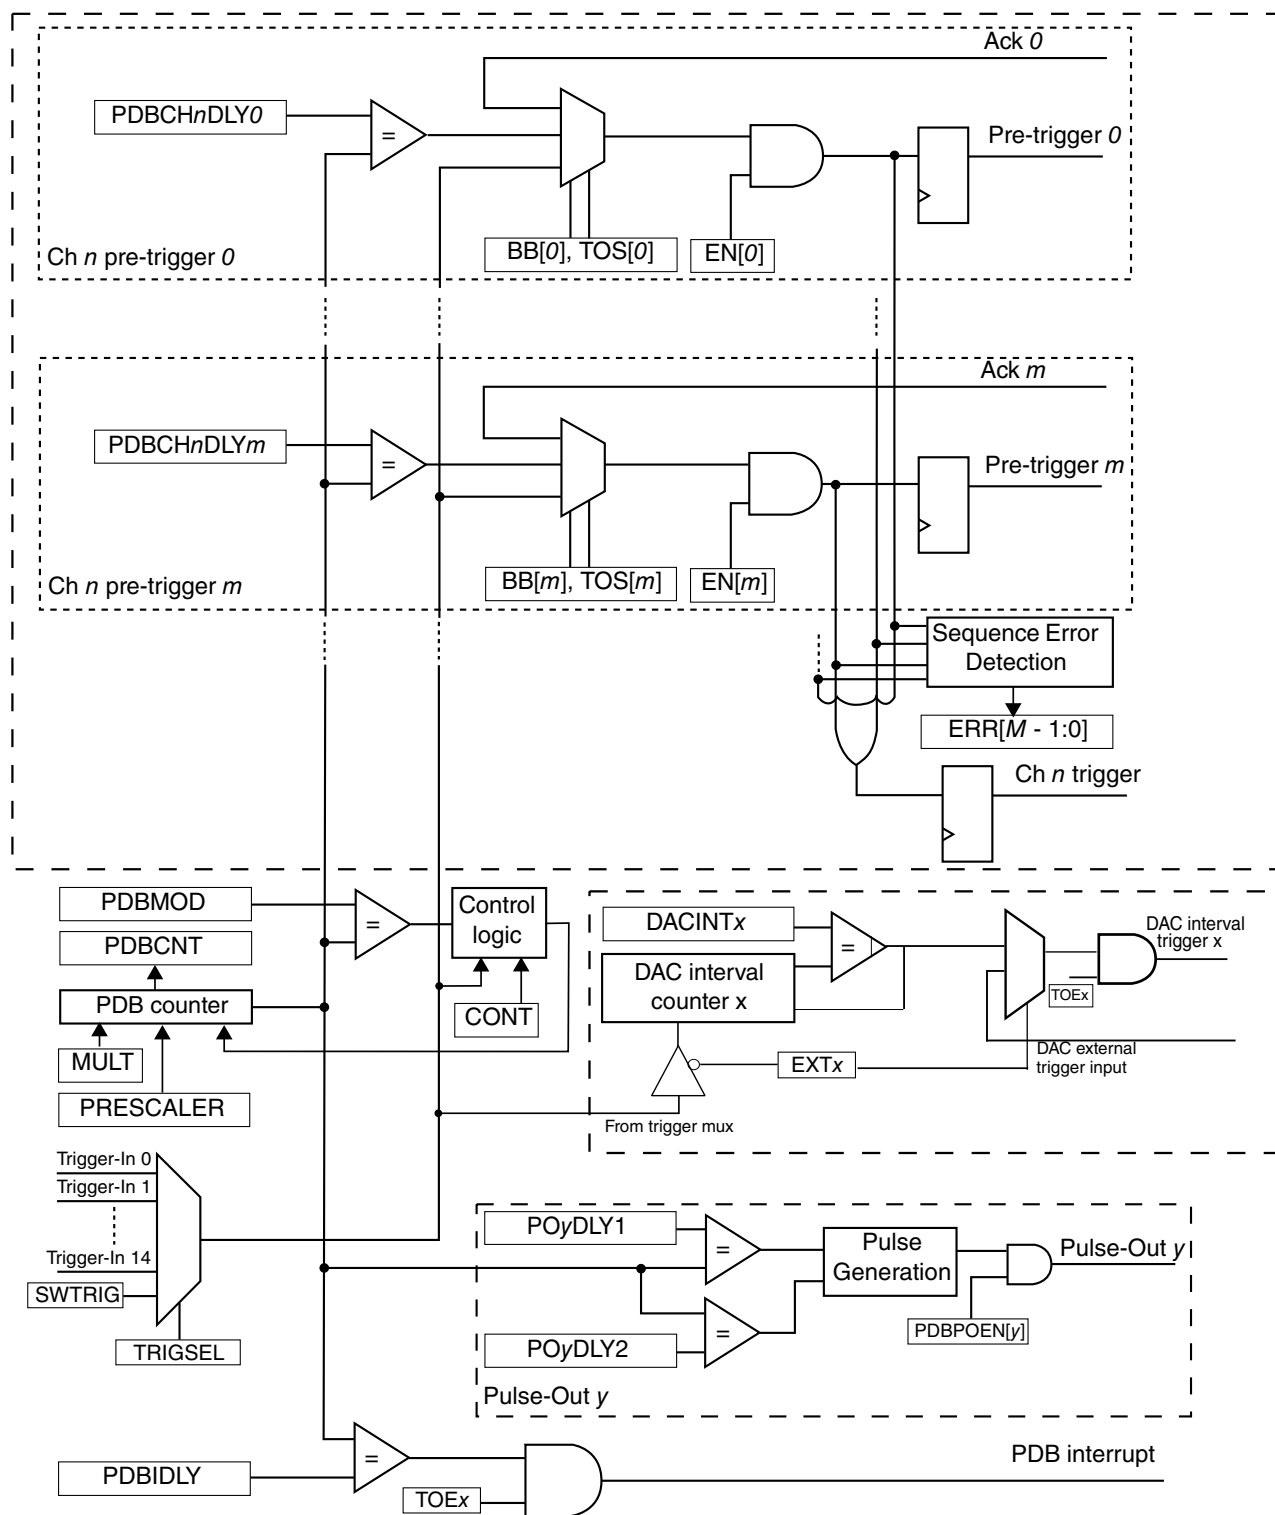 Ack 0
PDBCHnDLY0
=
Pre-trigger 0
BB[0], TOS[0]
EN[0]
Ch n pre-trigger 0
Ack m
PDBCHnDLYm
=
Pre-trigger m
BB[m], TOS[m]
EN[m]
Ch n pre-trigger m
Sequence Error
Detection
ERR[M - 1:0]
Ch n trigger
PDBMOD
=
Control
logic
PDBCNT
PDB counter
CONT
MULT
PRESCALER
DACINTx
=
DAC interval
counter x
DAC interval
trigger x
TOEx
DAC external
trigger input
EXTx
From trigger mux
Trigger-In 0
Trigger-In 1
Trigger-In 14
SWTRIG
TRIGSEL
POyDLY1
=
Pulse
Generation
Pulse-Out y
=
POyDLY2
PDBPOEN[y]
Pulse-Out y
=
PDB interrupt
PDBIDLY
TOEx